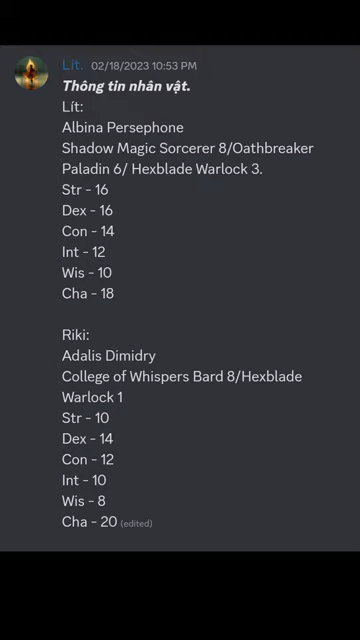 Lit. 02/18/2023 10:53 PM
Thông tin nhân vật.
Lít:
Albina Persephone
Shadow Magic Sorcerer 8/Oathbreaker
Paladin 6/ Hexblade Warlock 3.
Str - 16
Dex - 16
Con - 14
Int - 12
Wis - 10
Cha - 18
Riki:
Adalis Dimidry
College of Whispers Bard 8/Hexblade
Warlock 1
Str - 10
Dex - 14
Con - 12
Int - 10
Wis - 8
Cha - 20 (edited)